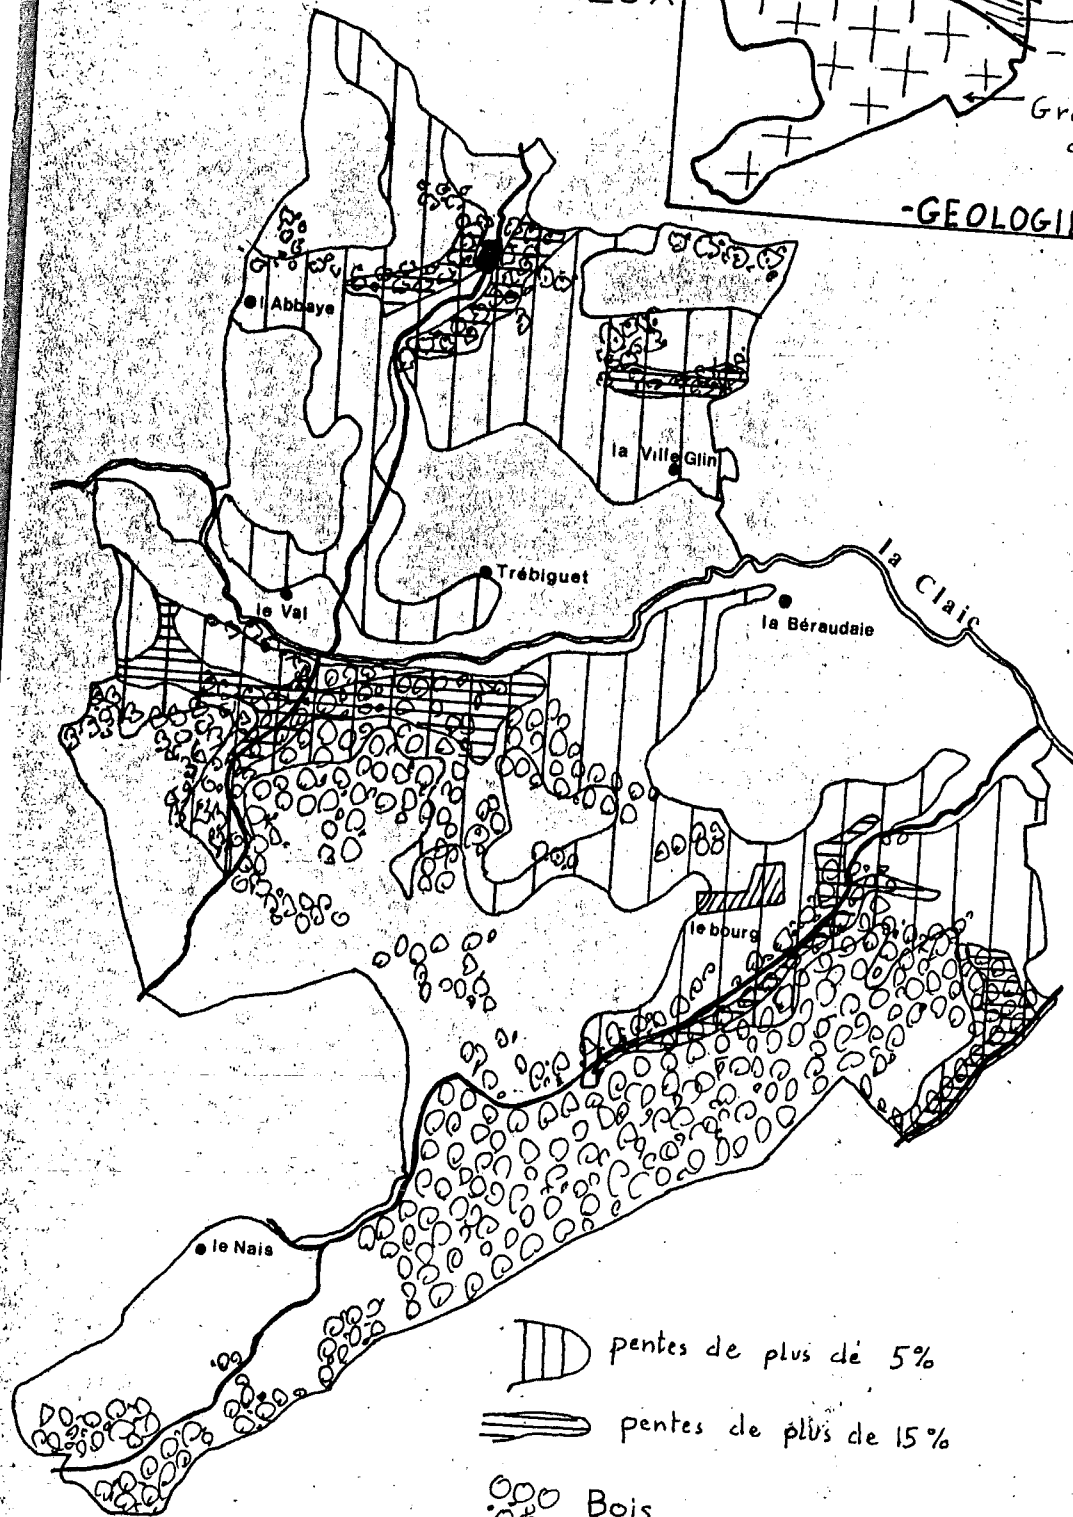 -GEOLOGIE
l'Abbaye
la Ville Glin
Trébiguet
le Val
la Claie
la Béraudaie
le bourg
le Nais
pentes de plus de 5%
pentes de plus de 15%
Bois